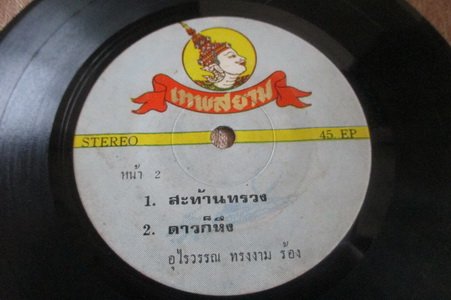 เทพสยาม
STEREO 45 EP
หน้า 2
1. สะท้านทรวง
2. ดาวก็หึง
อุไรวรรณ ทรงงาม ร้อง